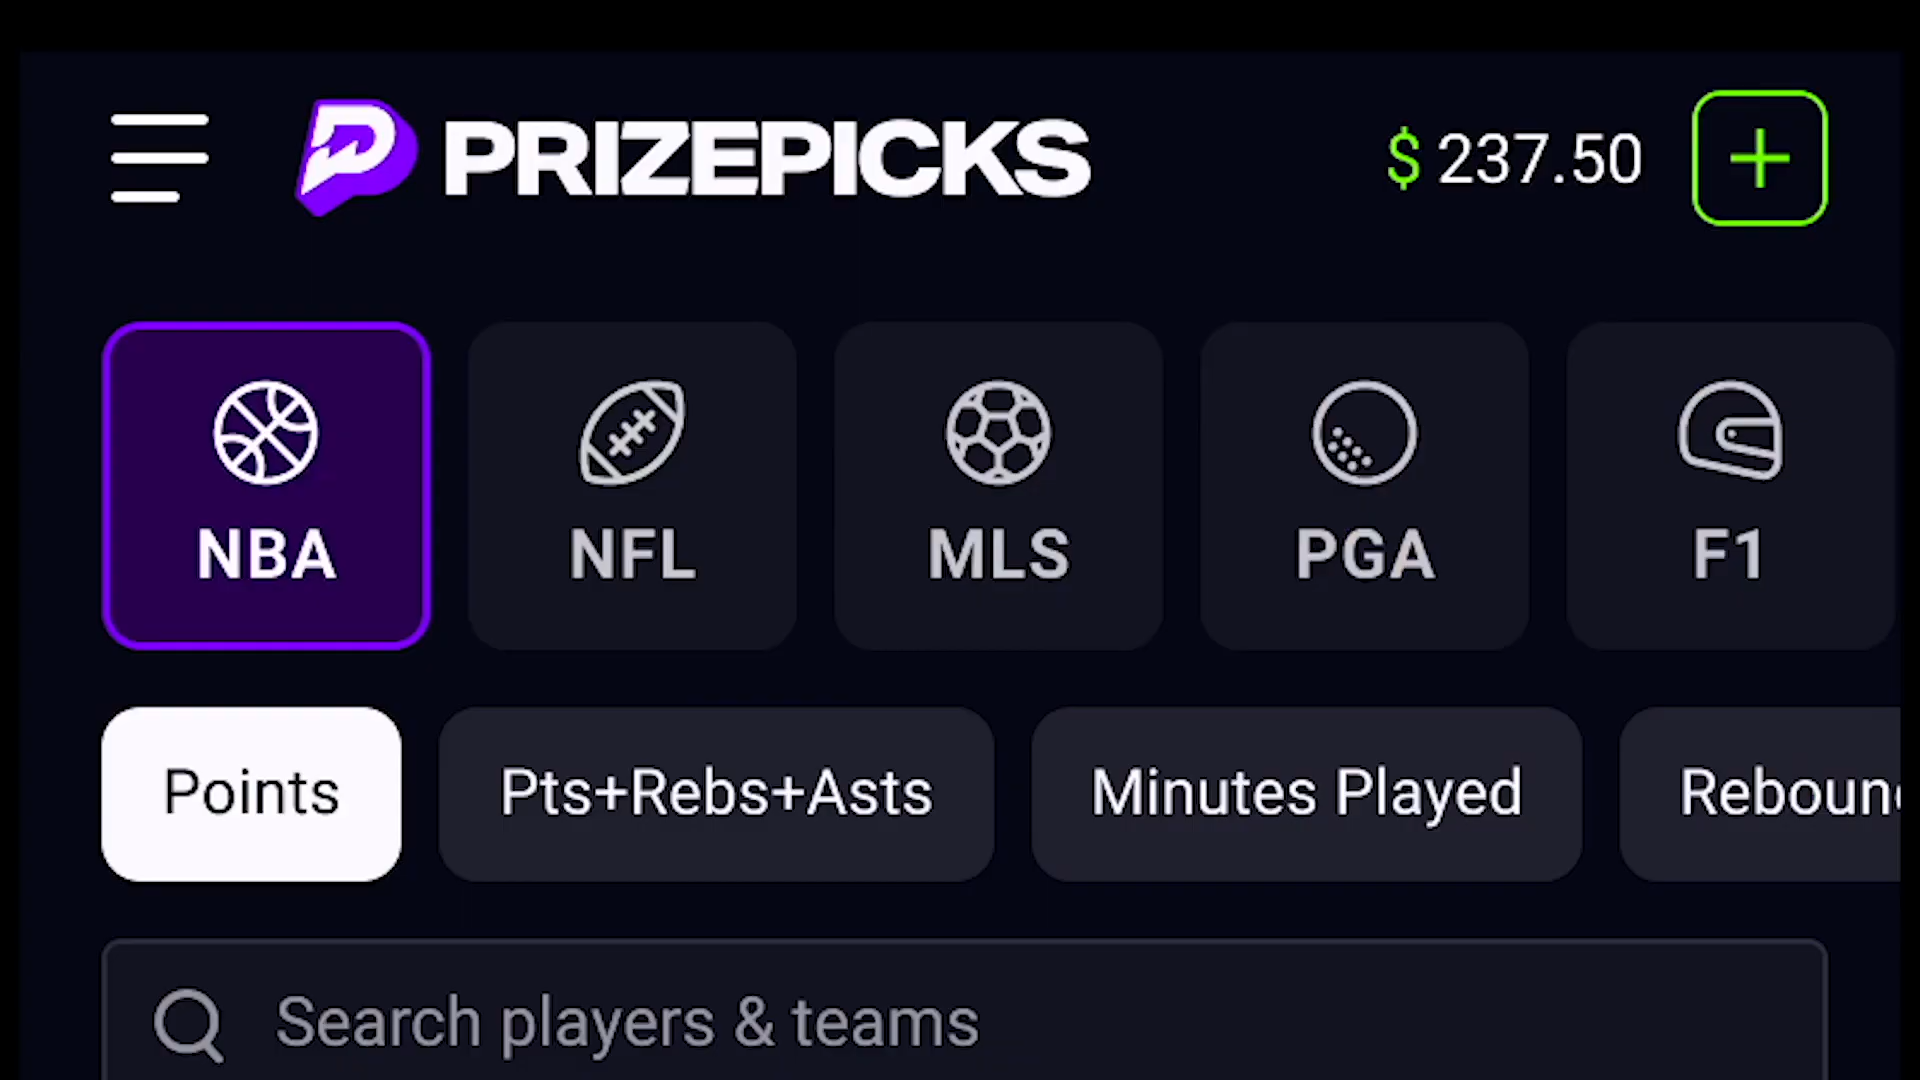 PRIZEPICKS
$ 237.50
NBA NFL MLS PGA F1
Points Pts+Rebs+Asts Minutes Played
Search players & teams